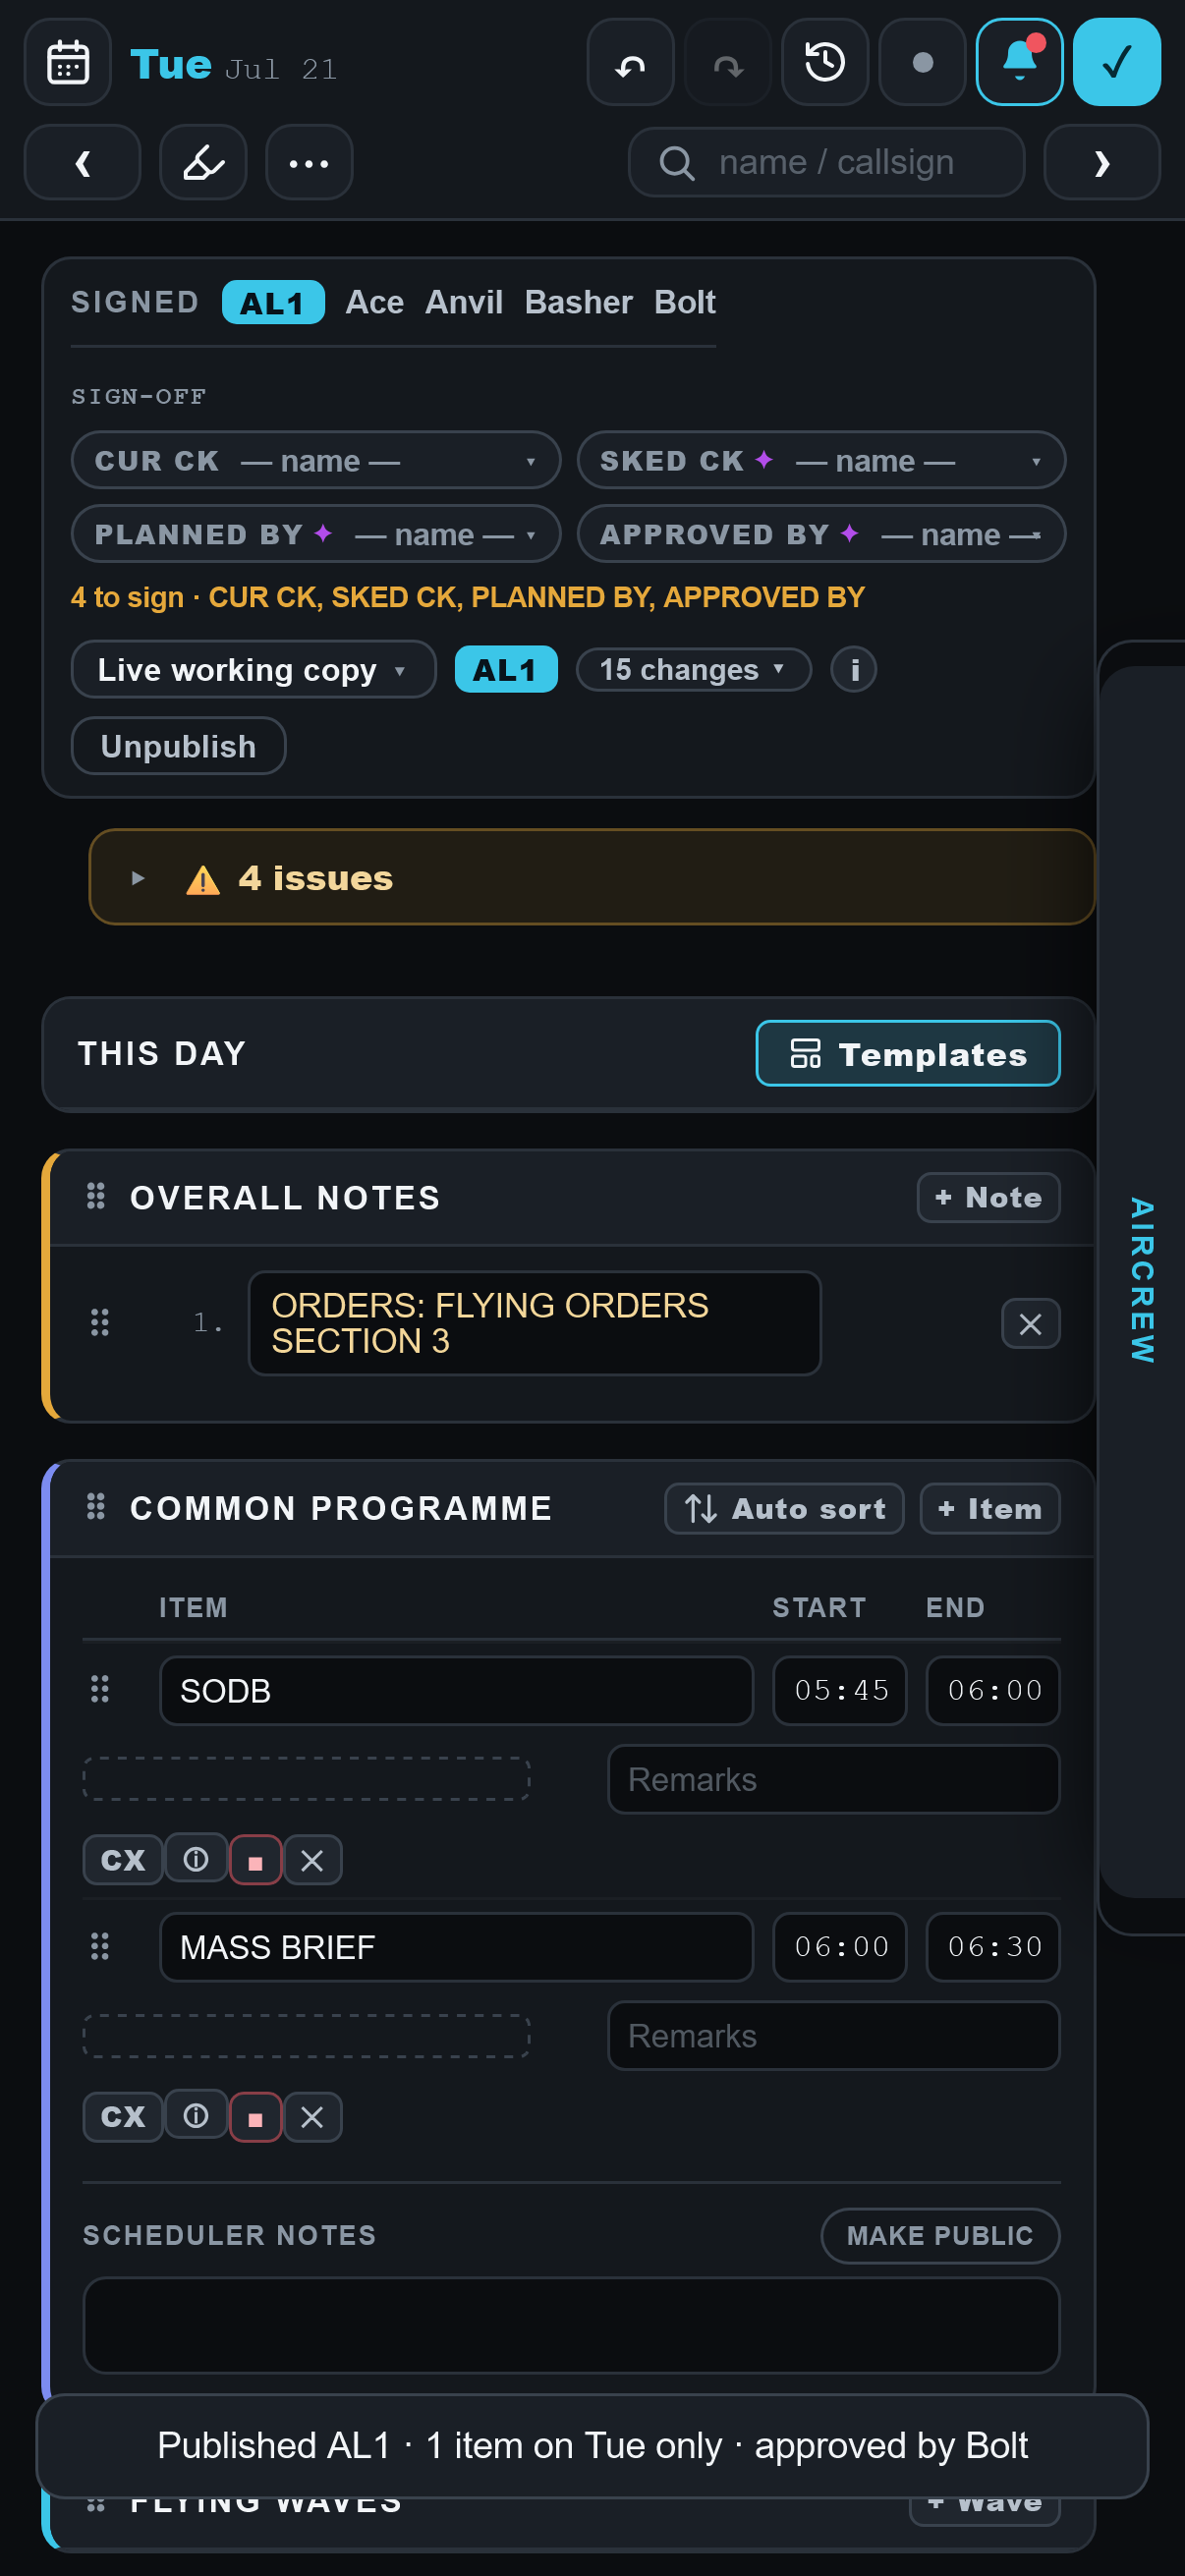 Tue Jul 21
name / callsign
SIGNED AL1 Ace Anvil Basher Bolt
SIGN-OFF
CUR CK — name —
SKED CK ✦ — name —
PLANNED BY ✦ — name —
APPROVED BY ✦ — name —
4 to sign · CUR CK, SKED CK, PLANNED BY, APPROVED BY
Live working copy AL1 15 changes i
Unpublish
4 issues
THIS DAY Templates
OVERALL NOTES + Note
1. ORDERS: FLYING ORDERS
SECTION 3
AIRCREW
COMMON PROGRAMME Auto sort + Item
ITEM START END
SODB 05:45 06:00
Remarks
CX
MASS BRIEF 06:00 06:30
Remarks
CX
SCHEDULER NOTES MAKE PUBLIC
Published AL1 · 1 item on Tue only · approved by Bolt
FLYING WAVES + Wave